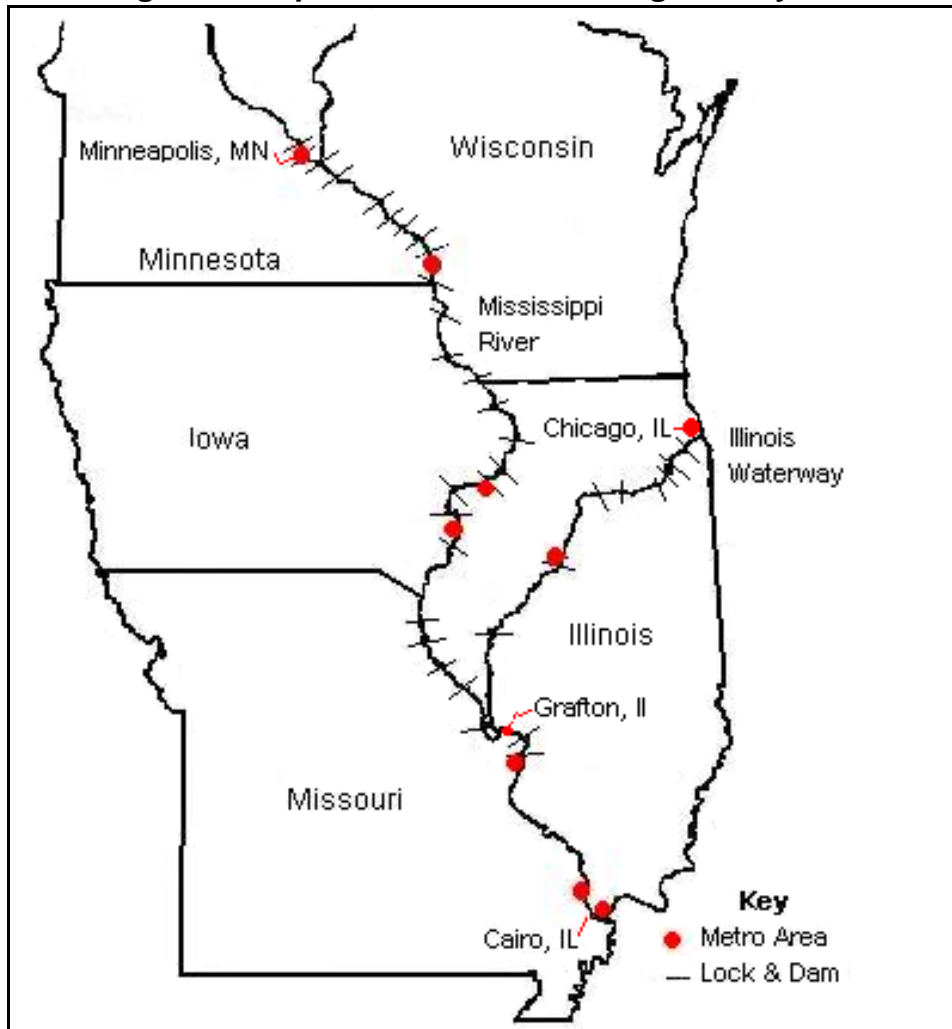 Minneapolis, MN
Wisconsin
Minnesota
Mississippi
River
Iowa
Chicago, IL
Illinois
Waterway
Illinois
Grafton, Il
Missouri
Cairo, IL
Key
Metro Area
Lock & Dam